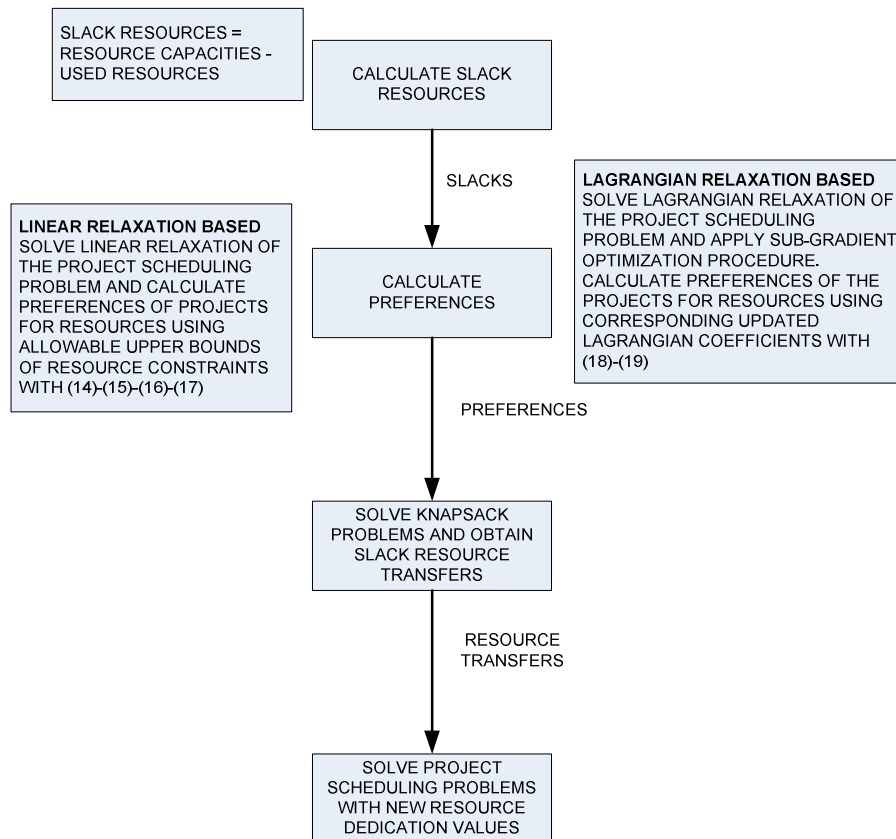 SLACK RESOURCES =
RESOURCE CAPACITIES -
USED RESOURCES
CALCULATE SLACK
RESOURCES
SLACKS
LINEAR RELAXATION BASED
SOLVE LINEAR RELAXATION OF
THE PROJECT SCHEDULING
PROBLEM AND CALCULATE
PREFERENCES OF PROJECTS
FOR RESOURCES USING
ALLOWABLE UPPER BOUNDS
OF RESOURCE CONSTRAINTS
WITH (14)-(15)-(16)-(17)
CALCULATE
PREFERENCES
LAGRANGIAN RELAXATION BASED
SOLVE LAGRANGIAN RELAXATION OF
THE PROJECT SCHEDULING
PROBLEM AND APPLY SUB-GRADIENT
OPTIMIZATION PROCEDURE.
CALCULATE PREFERENCES OF THE
PROJECTS FOR RESOURCES USING
CORRESPONDING UPDATED
LAGRANGIAN COEFFICIENTS WITH
(18)-(19)
PREFERENCES
SOLVE KNAPSACK
PROBLEMS AND OBTAIN
SLACK RESOURCE
TRANSFERS
RESOURCE
TRANSFERS
SOLVE PROJECT
SCHEDULING PROBLEMS
WITH NEW RESOURCE
DEDICATION VALUES